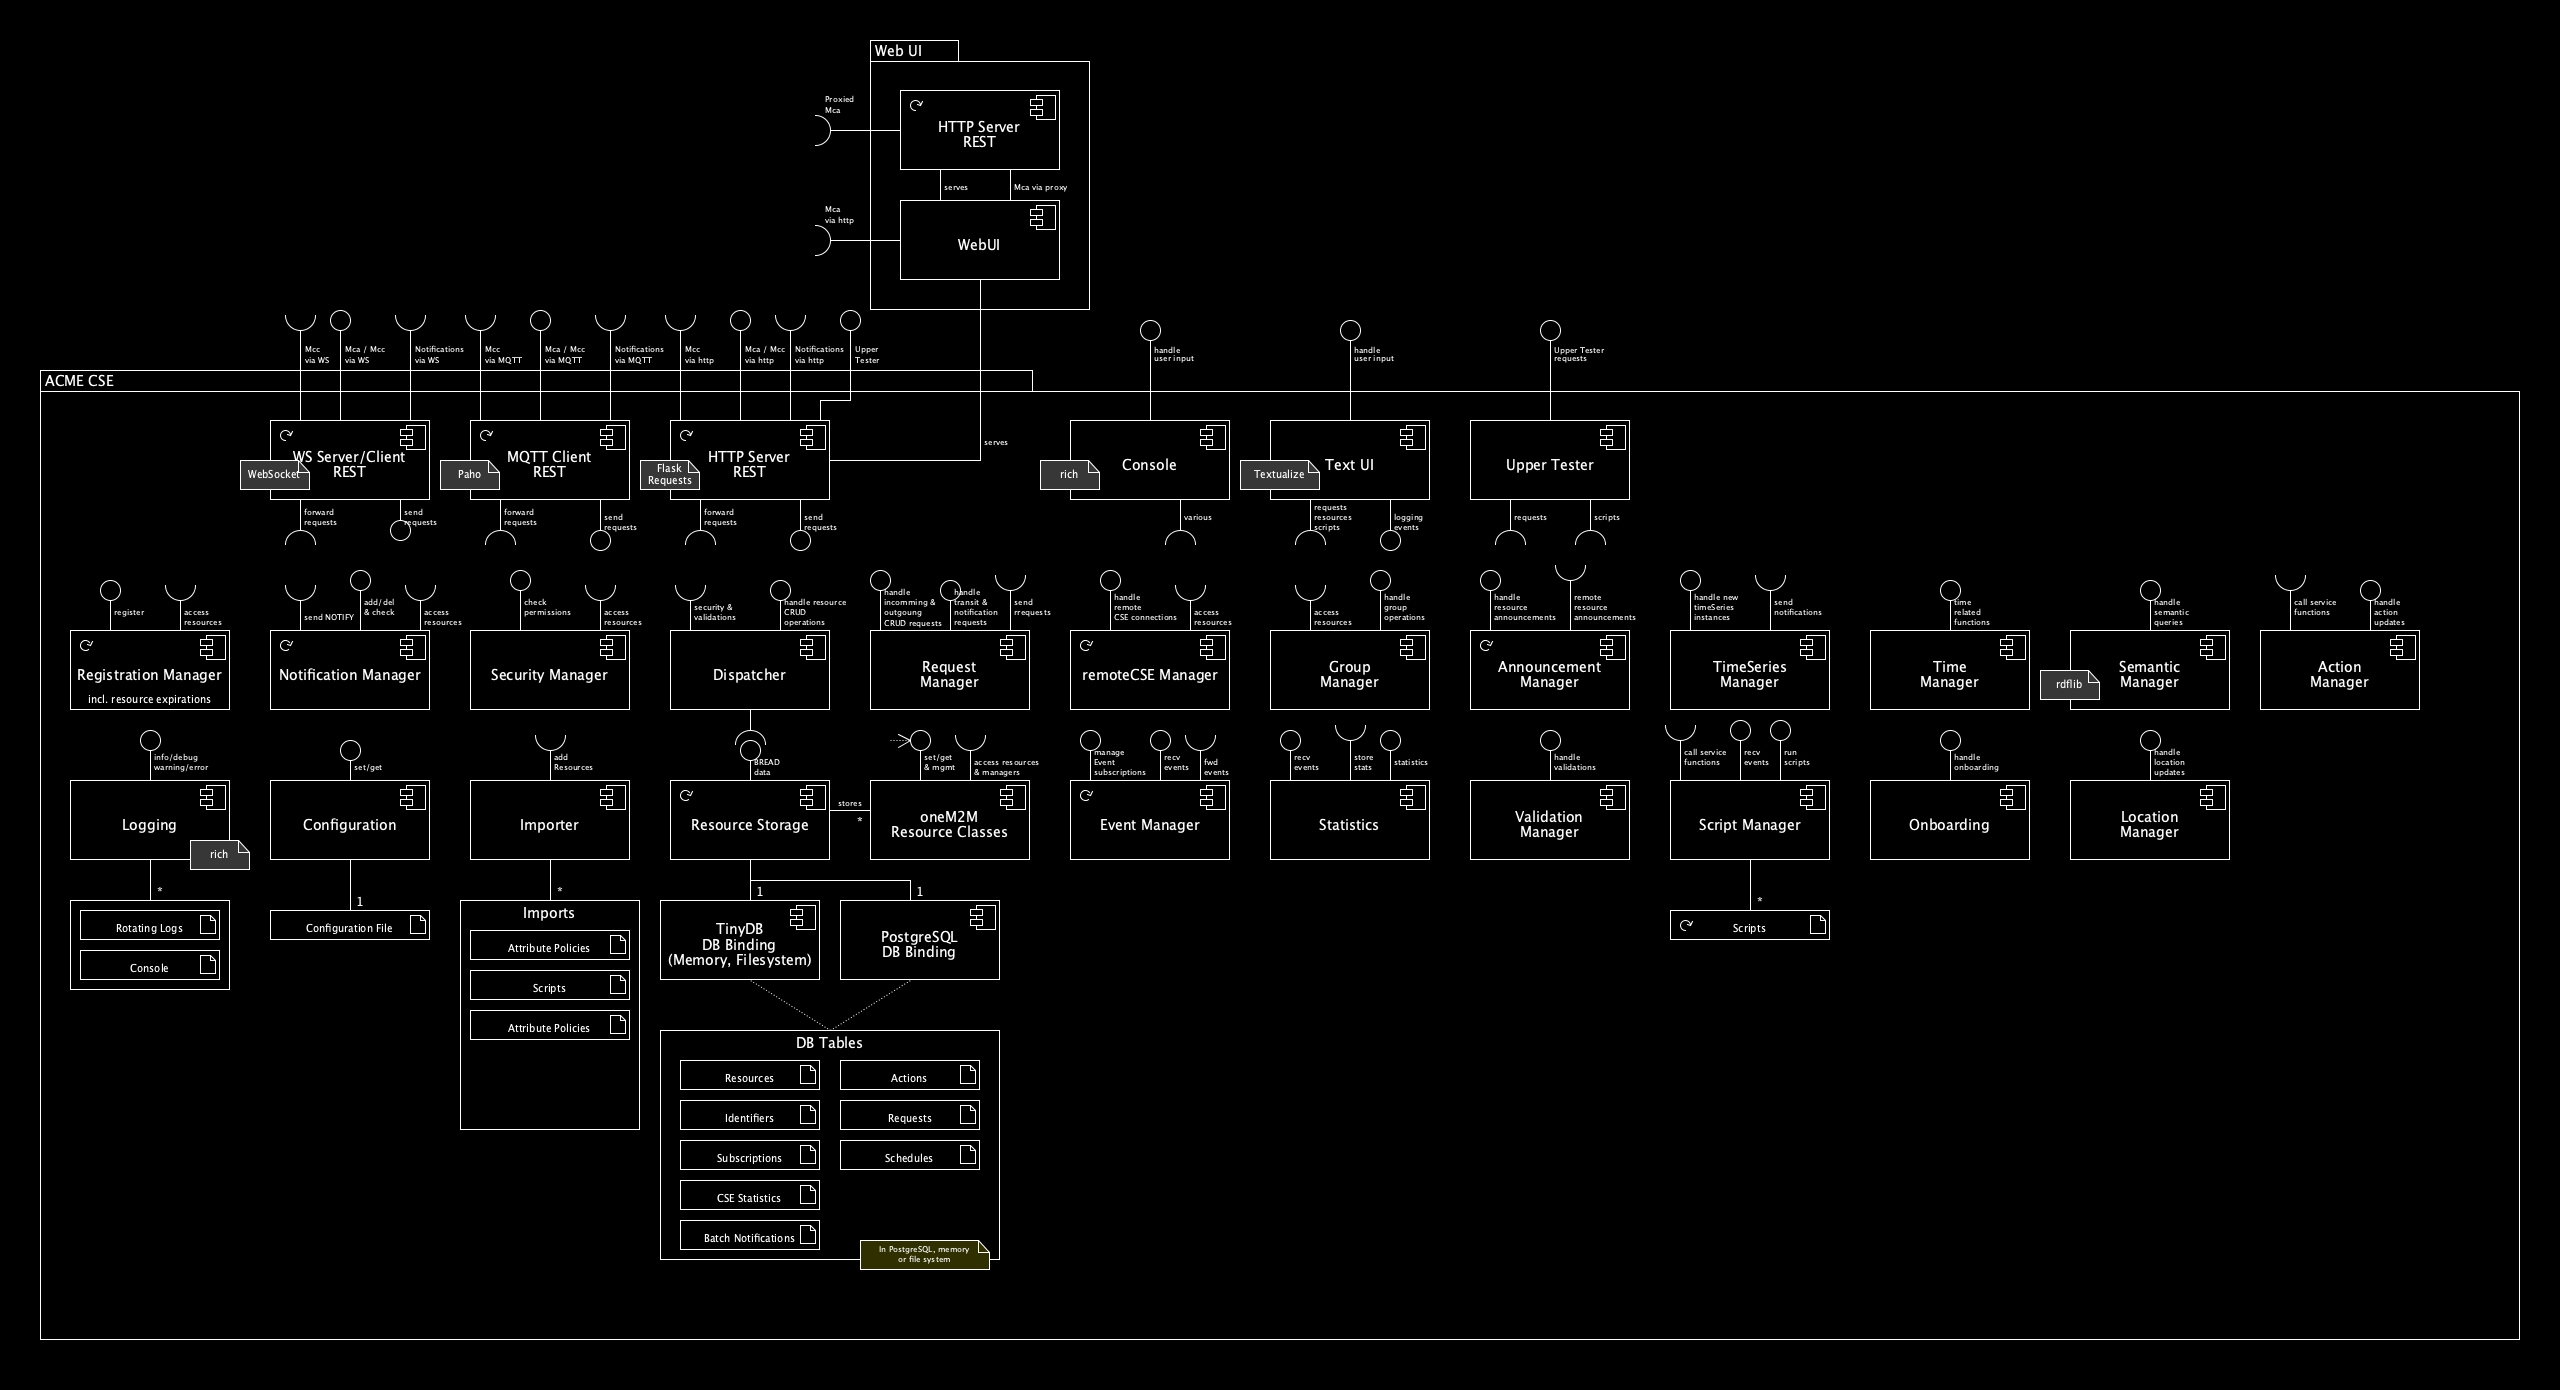 Web UI
Proxied
Mca
HTTP Server
REST
serves
Mca via proxy
Mca
via http
WebUI
Mcc
via WS
Mca / Mcc
via WS
Notifications
via WS
Mcc
via MQTT
Mca / Mcc
via MQTT
Notifications
via MQTT
Mcc
via http
Mca / Mcc
via http
Notifications
via http
Upper
Tester
handle
user input
handle
user input
Upper Tester
requests
ACME CSE
WS Server/Client
REST
WebSocket
MQTT Client
REST
Paho
HTTP Server
REST
Flask
Requests
serves
Console
rich
Text UI
Textualize
Upper Tester
forward
requests
send
requests
forward
requests
send
requests
forward
requests
send
requests
various
requests
resources
scripts
logging
events
requests
scripts
register
access
resources
send NOTIFY
add/del
& check
access
resources
check
permissions
access
resources
security &
validations
handle resource
CRUD
operations
handle
incomming &
outgoung
CRUD requests
handle
transit &
notification
requests
send
rrequests
handle
remote
CSE connections
access
resources
access
resources
handle
group
operations
handle
resource
announcements
remote
resource
announcements
handle new
timeSeries
instances
send
notifications
time
related
functions
handle
semantic
queries
call service
functions
handle
action
updates
Registration Manager
incl. resource expirations
Notification Manager
Security Manager
Dispatcher
Request
Manager
remoteCSE Manager
Group
Manager
Announcement
Manager
TimeSeries
Manager
Time
Manager
Semantic
Manager
rdflib
Action
Manager
info/debug
warning/error
set/get
add
Resources
BREAD
data
set/get
& mgmt
access resources
& managers
manage
Event
subscriptions
recv
events
fwd
events
recv
events
store
stats
statistics
handle
validations
call service
functions
recv
events
run
scripts
handle
onboarding
handle
location
updates
Logging
rich
Configuration
Importer
Resource Storage
stores
*
oneM2M
Resource Classes
Event Manager
Statistics
Validation
Manager
Script Manager
Onboarding
Location
Manager
*
Rotating Logs
Console
1
Configuration File
*
Imports
Attribute Policies
Scripts
Attribute Policies
1
TinyDB
DB Binding
(Memory, Filesystem)
1
PostgreSQL
DB Binding
*
Scripts
DB Tables
Resources
Actions
Identifiers
Requests
Subscriptions
Schedules
CSE Statistics
Batch Notifications
In PostgreSQL, memory
or file system